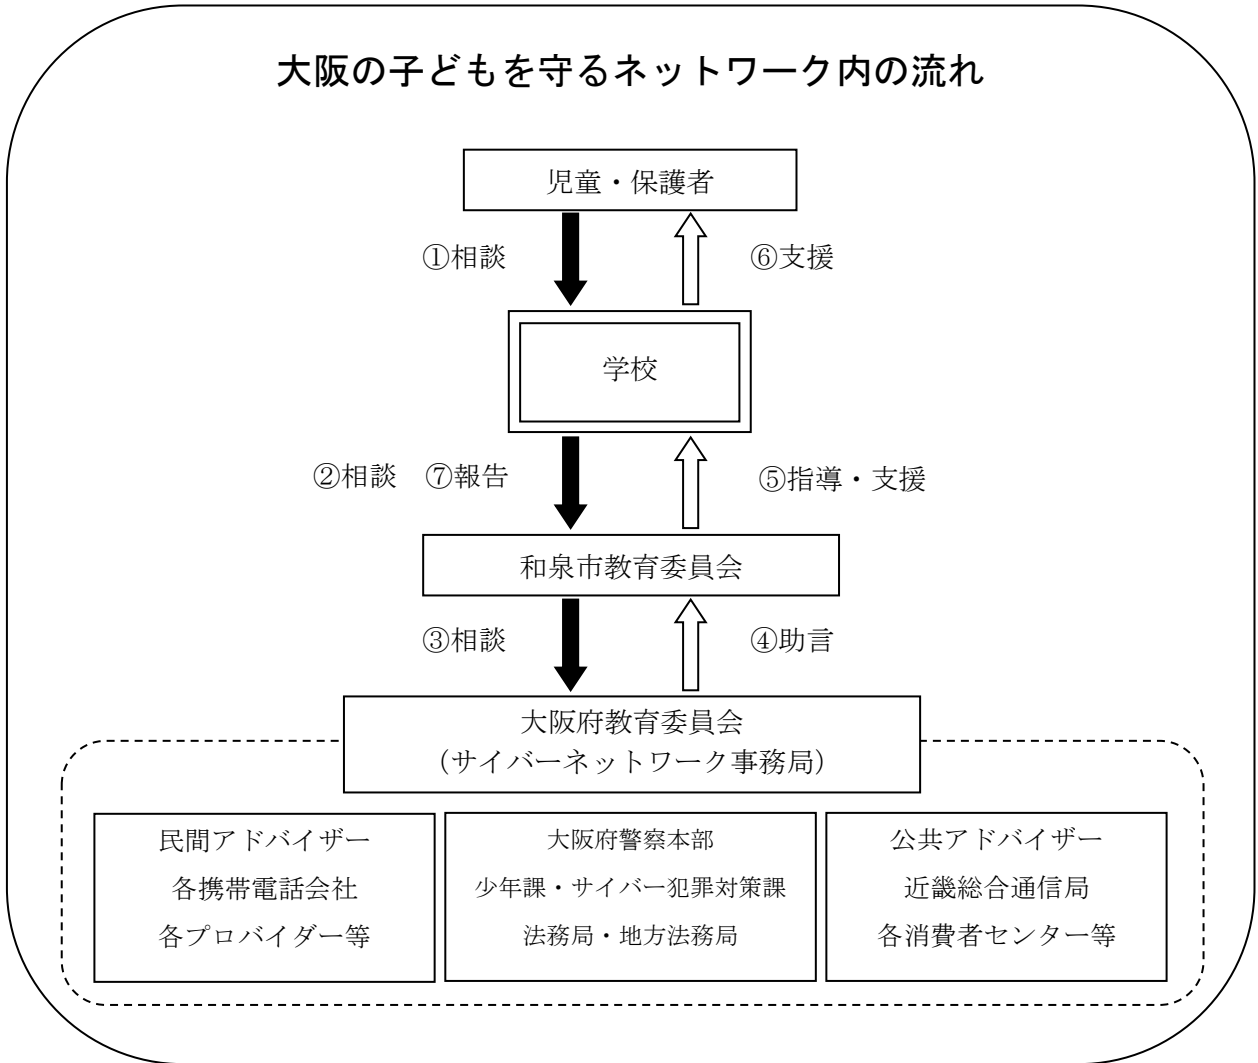 大阪の子どもを守るネットワーク内の流れ
児童・保護者
①相談
⑥支援
学校
②相談 ⑦報告
⑤指導・支援
和泉市教育委員会
③相談
④助言
大阪府教育委員会
（サイバーネットワーク事務局）
民間アドバイザー
各携帯電話会社
各プロバイダー等
大阪府警察本部
少年課・サイバー犯罪対策課
法務局・地方法務局
公共アドバイザー
近畿総合通信局
各消費者センター等